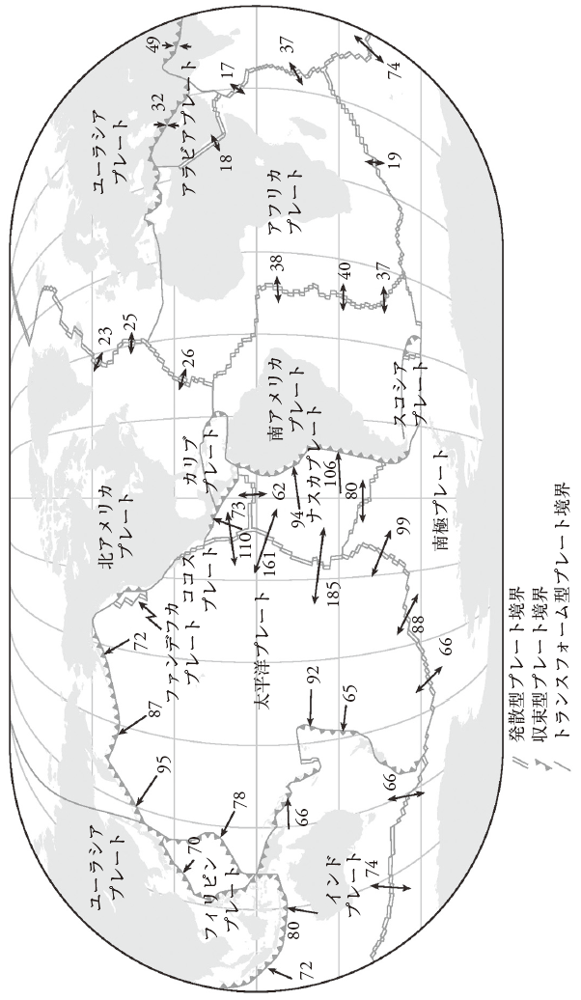 ユーラシア
プレート
北アメリカ
プレート
ユーラシア
プレート
23
25
49
32
72
87
95
ファンデフカ
プレート
ココス
プレート
カリブ
プレート
26
アラビアプレート
17
18
37
70
78
フィリピン
プレート
太平洋プレート
110
73
161
62
南アメリカ
プレート
38
アフリカ
プレート
72
80
66
92
65
185
94
ナスカプレート
106
80
40
37
19
74
インド
プレート
74
66
66
88
99
南極プレート
スコシア
プレート
発散型プレート境界
収束型プレート境界
トランスフォーム型プレート境界